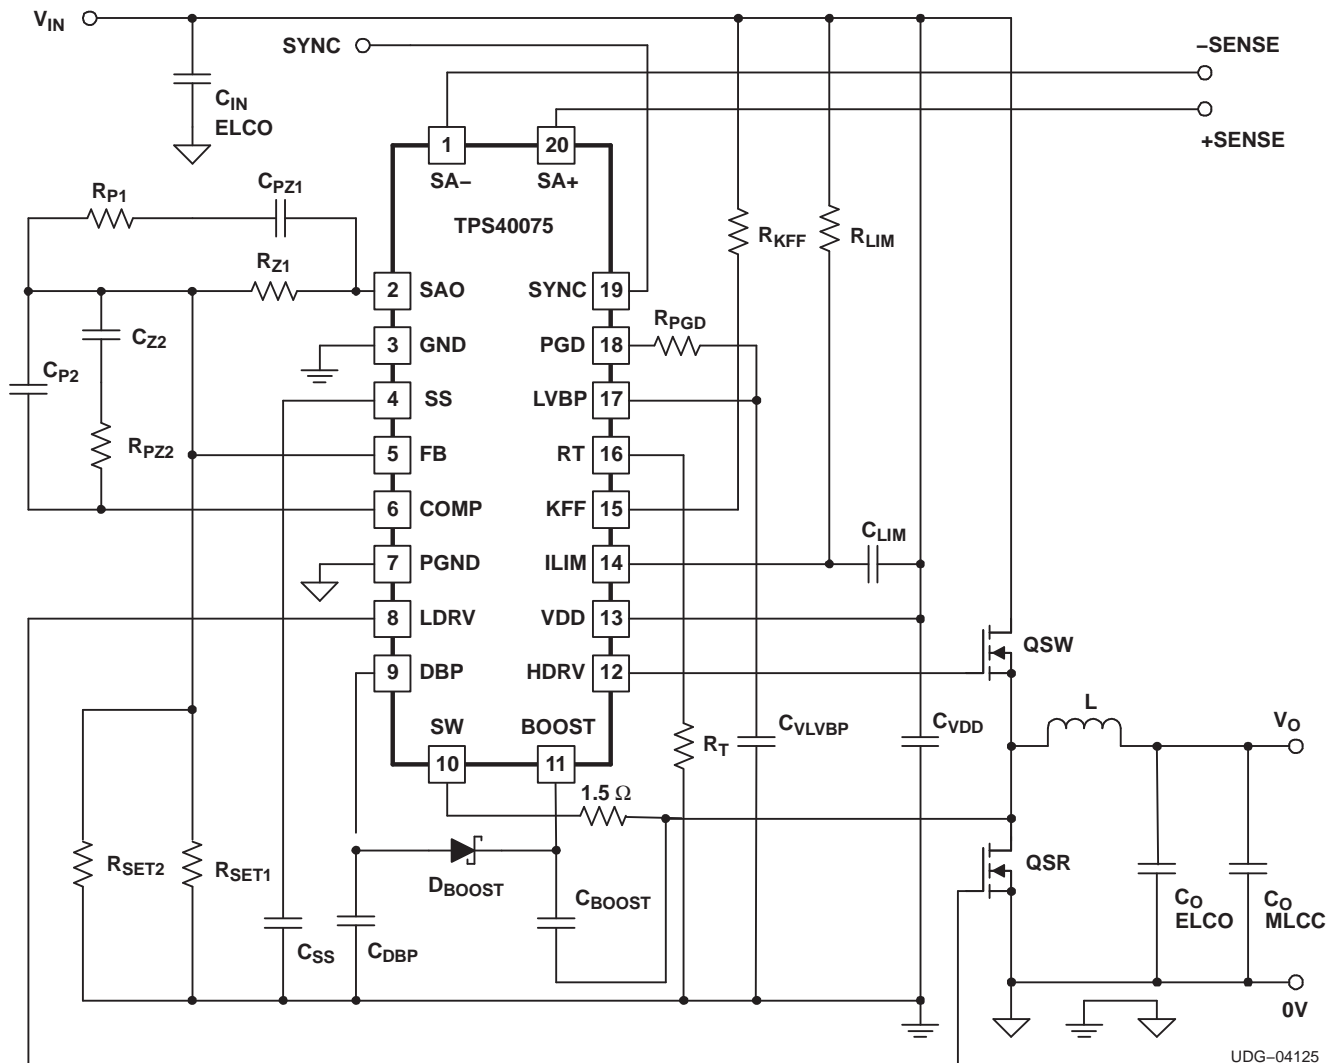 VIN
SYNC
–SENSE
+SENSE
CIN
ELCO
1
20
SA–
SA+
TPS40075
RP1
CPZ1
RKFF
RLIM
RZ1
2
SAO
SYNC
19
CZ2
3
GND
RPGD
PGD
18
CP2
4
SS
LVBP
17
RPZ2
5
FB
RT
16
6
COMP
KFF
15
7
PGND
ILIM
14
CLIM
8
LDRV
VDD
13
9
DBP
HDRV
12
QSW
SW
BOOST
10
11
RT
CVLVBP
CVDD
L
VO
1.5 Ω
RSET2
RSET1
DBOOST
CBOOST
QSR
CO
ELCO
CO
MLCC
CSS
CDBP
0V
UDG–04125